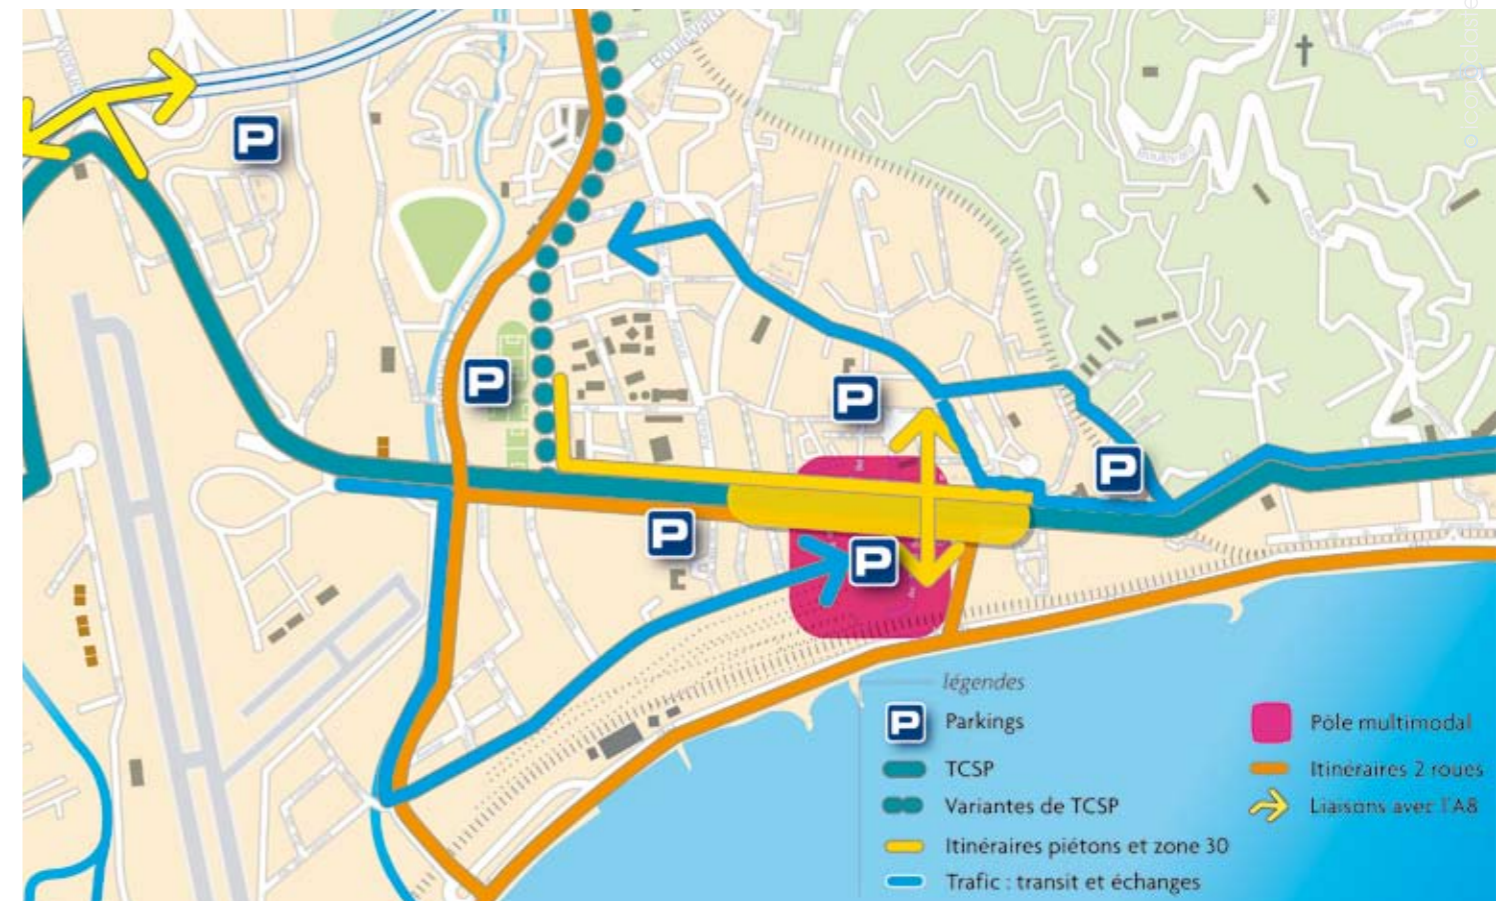 P
P
P
P
P
P
légendes
P Parkings
TCSP
Variantes de TCSP
Itinéraires piétons et zone 30
Trafic : transit et échanges
Pôle multimodal
Itinéraires 2 roues
Liaisons avec l'A8